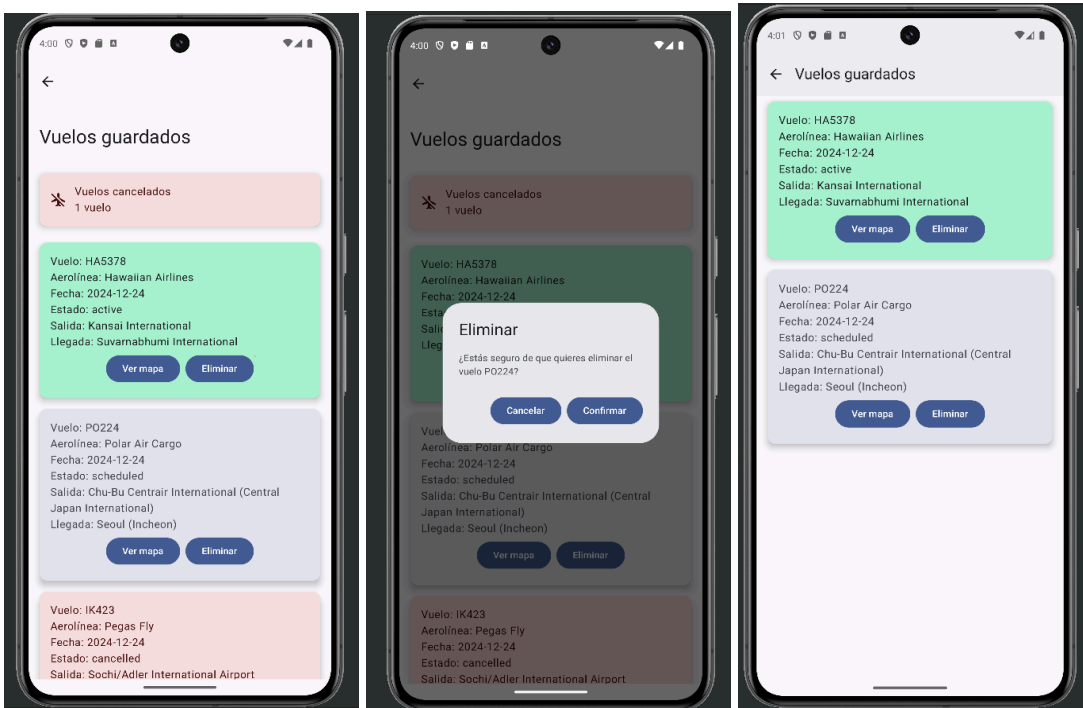 4:00
Vuelos guardados
Vuelos cancelados
1 vuelo
Vuelo: HA5378
Aerolínea: Hawaiian Airlines
Fecha: 2024-12-24
Estado: active
Salida: Kansai International
Llegada: Suvarnabhumi International
Ver mapa
Eliminar
Vuelo: PO224
Aerolínea: Polar Air Cargo
Fecha: 2024-12-24
Estado: scheduled
Salida: Chu-Bu Centrair International (Central
Japan International)
Llegada: Seoul (Incheon)
Ver mapa
Eliminar
Vuelo: IK423
Aerolínea: Pegas Fly
Fecha: 2024-12-24
Estado: cancelled
Salida: Sochi/Adler International Airport
4:00
Vuelos guardados
Vuelos cancelados
1 vuelo
Vuelo: HA5378
Aerolínea: Hawaiian Airlines
Fecha: 2024-12-24
Esta
Salid
Lleg
Eliminar
¿Estás seguro de que quieres eliminar el
vuelo PO224?
Cancelar
Confirmar
Vuel
Aerolínea: Polar Air Cargo
Fecha: 2024-12-24
Estado: scheduled
Salida: Chu-Bu Centrair International (Central
Japan International)
Llegada: Seoul (Incheon)
Ver mapa
Eliminar
Vuelo: IK423
Aerolínea: Pegas Fly
Fecha: 2024-12-24
Estado: cancelled
Salida: Sochi/Adler International Airport
4:01
Vuelos guardados
Vuelo: HA5378
Aerolínea: Hawaiian Airlines
Fecha: 2024-12-24
Estado: active
Salida: Kansai International
Llegada: Suvarnabhumi International
Ver mapa
Eliminar
Vuelo: PO224
Aerolínea: Polar Air Cargo
Fecha: 2024-12-24
Estado: scheduled
Salida: Chu-Bu Centrair International (Central
Japan International)
Llegada: Seoul (Incheon)
Ver mapa
Eliminar